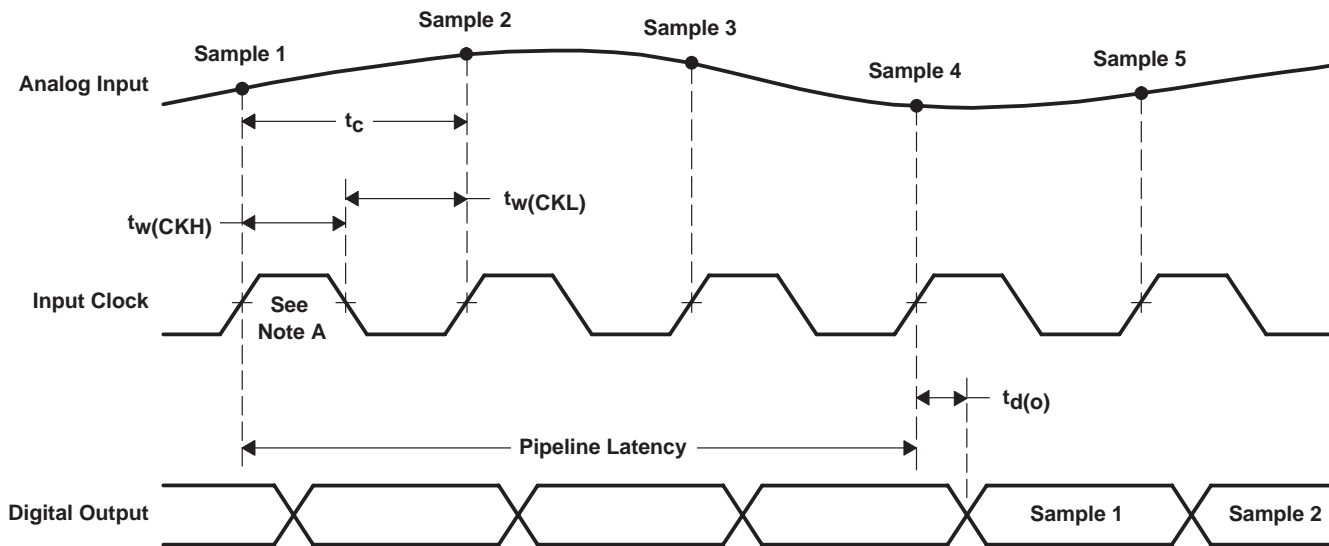 Sample 1
Sample 2
Sample 3
Sample 4
Sample 5
Analog Input
tc
tw(CKH)
tw(CKL)
Input Clock
See
Note A
td(o)
Pipeline Latency
Digital Output
Sample 1
Sample 2